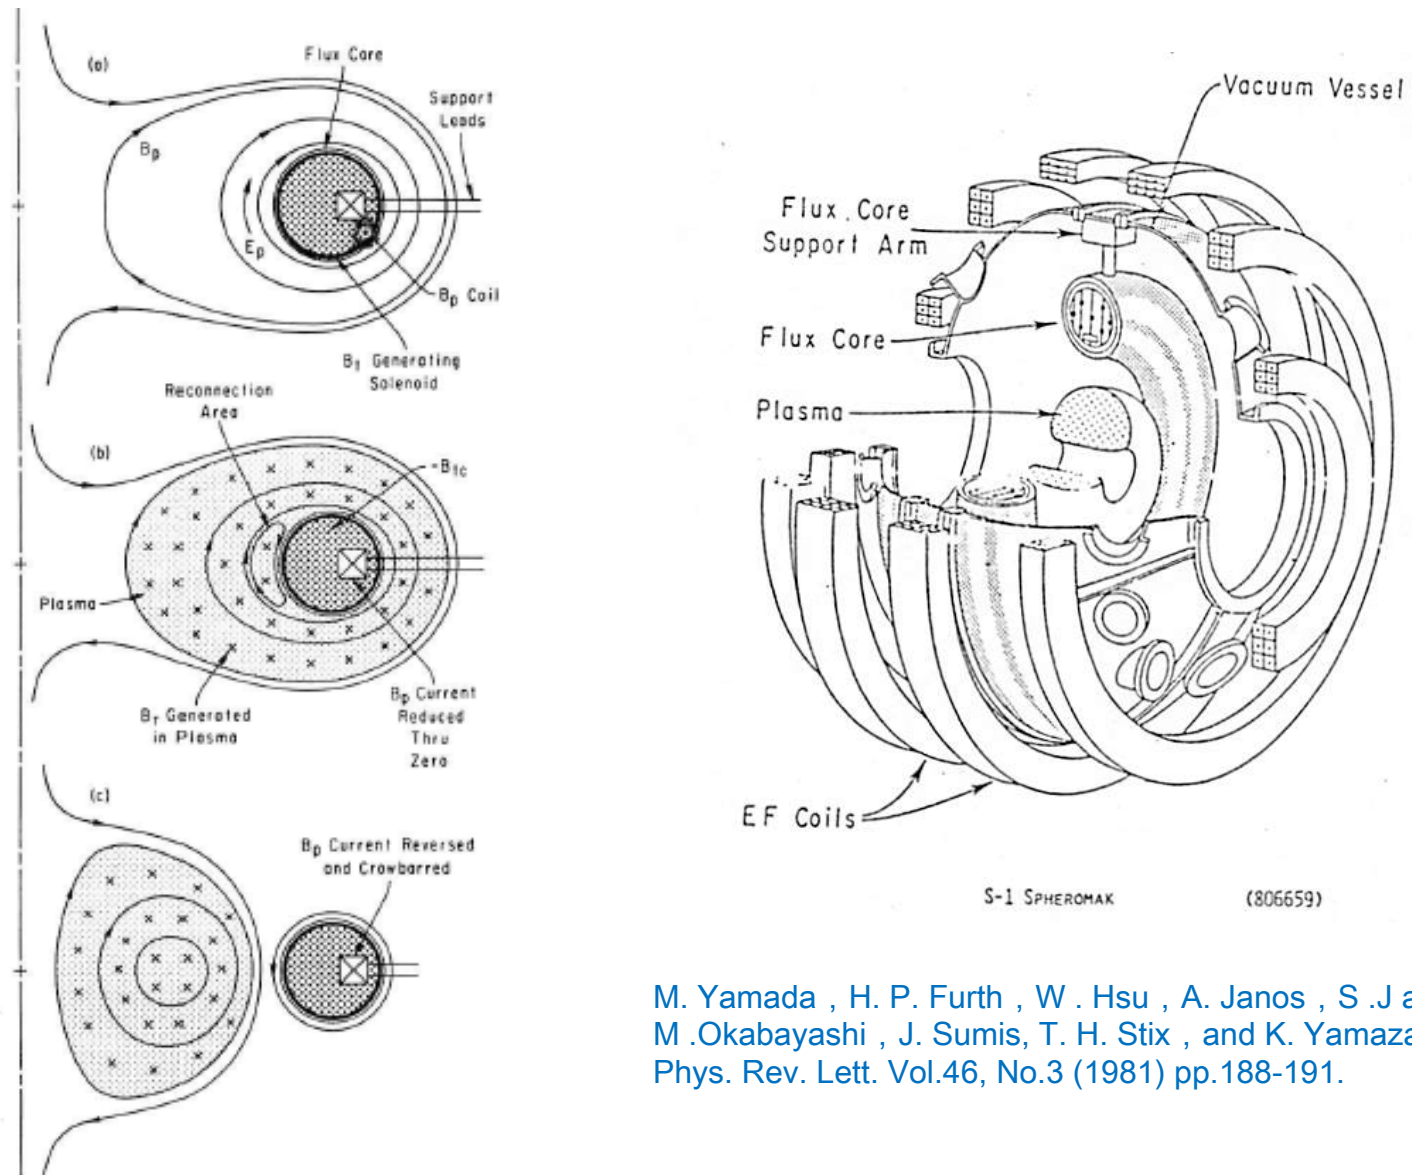 (a)
Flux Core
Support
Leads
Bp
Ep
Bp Coil
BT Generating
Solenoid
Reconnection
Area
(b)
-Btc
Plasma
BT Generated
in Plasma
Bp Current
Reduced
Thru
Zero
(c)
Bp Current Reversed
and Crowbarred
Vacuum Vessel
Flux Core
Support Arm
Flux Core
Plasma
EF Coils
S-1 SPHEROMAK (806659)
M. Yamada , H. P. Furth , W . Hsu , A. Janos , S .J a
M .Okabayashi , J. Sumis, T. H. Stix , and K. Yamaza
Phys. Rev. Lett. Vol.46, No.3 (1981) pp.188-191.